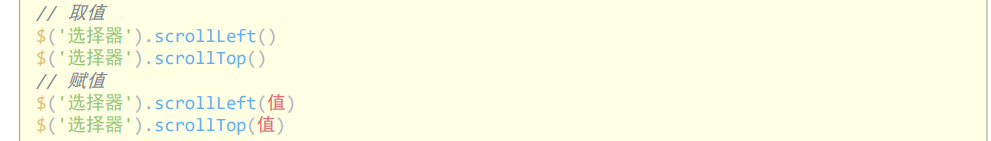 // 取值
$('选择器').scrollLeft()
$('选择器').scrollTop()
// 赋值
$('选择器').scrollLeft(值)
$('选择器').scrollTop(值)